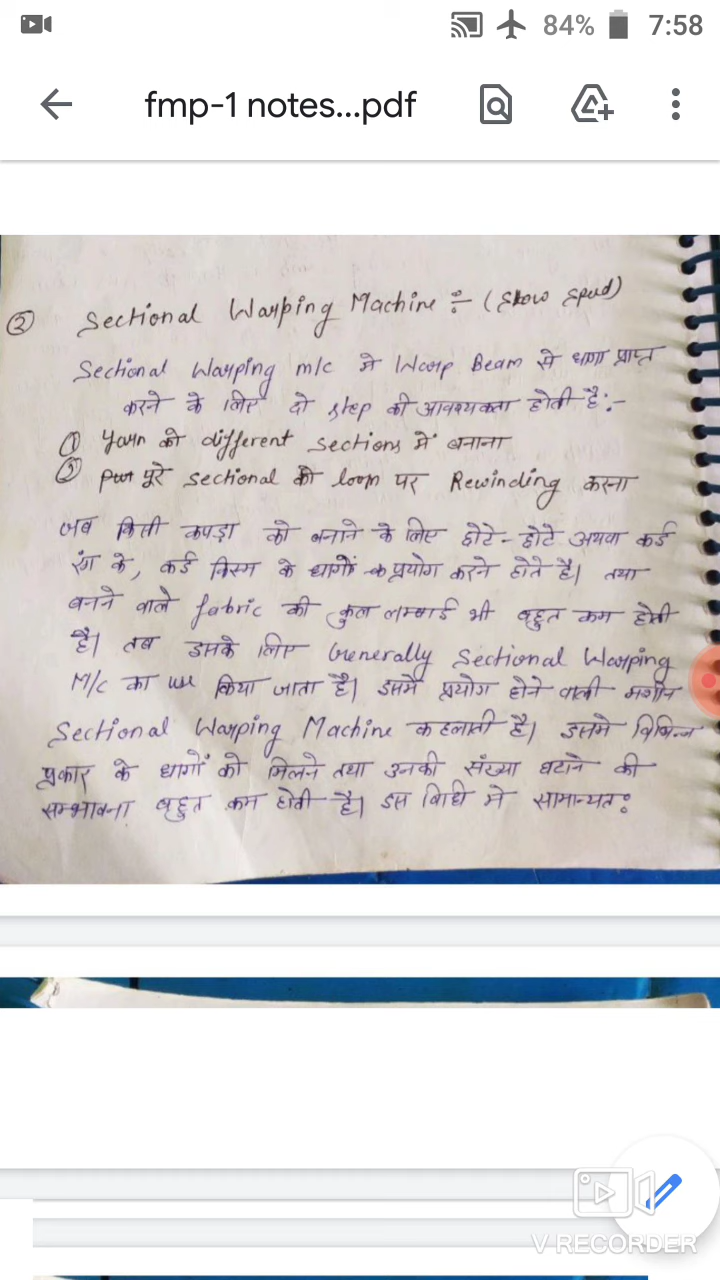 84% 7:58
fmp-1 notes...pdf
② Sectional Warping Machine ÷ (Slow Speed)
Sectional Warping m/c मे Warp Beam से धागा प्राप्त
करने के लिए दो step की आवश्यकता होती है:-
① Yarn को different sections में बनाना
② पूरे sectional को loom पर Rewinding करना
जब किसी कपड़ा को बनाने के लिए छोटे-छोटे अथवा कई
रंग के, कई किस्म के धागों के प्रयोग करने होते है। तथा
बनने वाले fabric की कुल लम्बाई भी बहुत कम होती
है। तब इसके लिए Generally Sectional Warping
M/c का use किया जाता है। इसमे प्रयोग होने वाली मशीन
Sectional Warping Machine कहलाती है। इसमे विभिन्न
प्रकार के धागों को मिलने तथा उनकी संख्या घटाने की
सम्भावना बहुत कम होती है। इस विधि मे सामान्यतः
V RECORDER